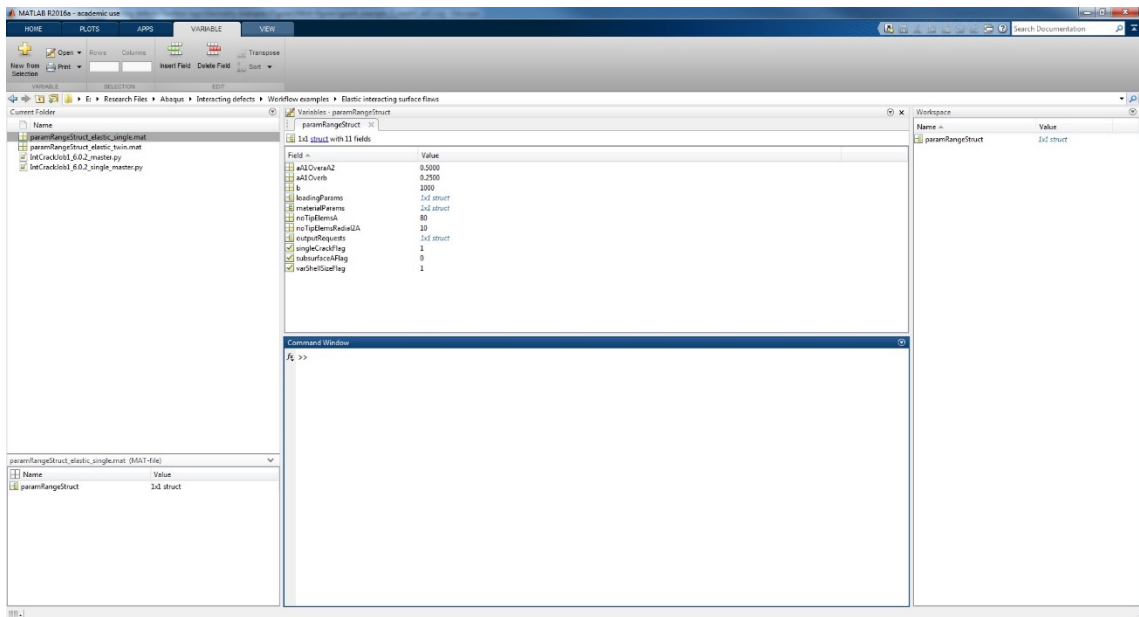 MATLAB R2016a - academic use
HOME PLOTS APPS VARIABLE VIEW
Search Documentation
New from Selection
Open
Print
Rows Columns
Insert Field Delete Field
Transpose
Sort
VARIABLE SELECTION EDIT
E: Research Files Abaqus Interacting defects Workflow examples Elastic interacting surface flaws
Current Folder
Name
paramRangeStruct_elastic_single.mat
paramRangeStruct_elastic_twin.mat
IntCrackJob1_6.0.2_master.py
IntCrackJob1_6.0.2_single_master.py
paramRangeStruct_elastic_single.mat (MAT-file)
Name Value
paramRangeStruct 1x1 struct
Variables - paramRangeStruct
paramRangeStruct
1x1 struct with 11 fields
Field Value
aA1OveraA2 0.5000
aA1Overb 0.2500
b 1000
loadingParams 1x1 struct
materialParams 1x1 struct
noTipElemsA 80
noTipElemsRadial2A 10
outputRequests 1x1 struct
singleCrackFlag 1
subsurfaceAFlag 0
varShellSizeFlag 1
Command Window
fx >>
Workspace
Name Value
paramRangeStruct 1x1 struct